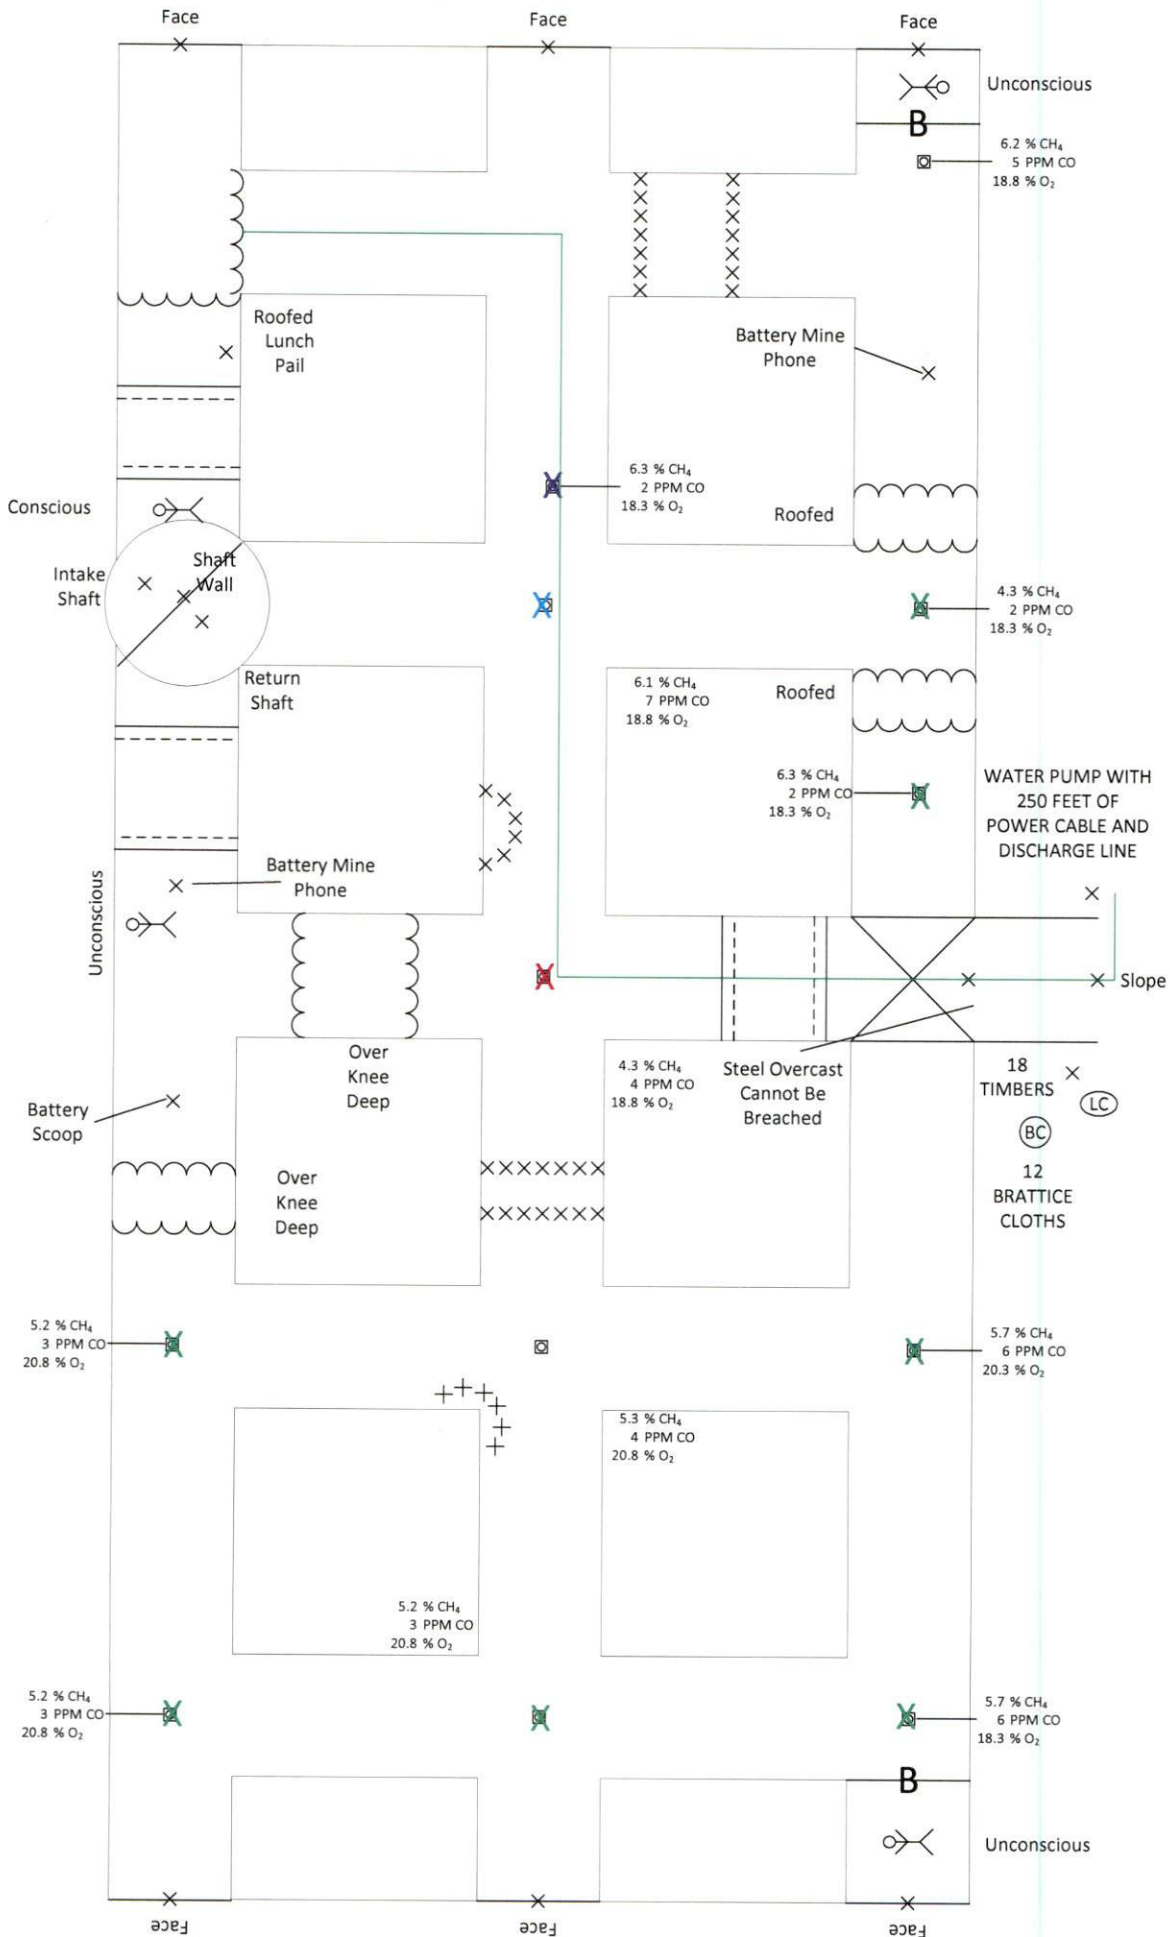 Face
Face
Face
Unconscious
B
6.2 % CH₄
5 PPM CO
18.8 % O₂
Roofed
Lunch
Pail
Battery Mine
Phone
6.3 % CH₄
2 PPM CO
18.3 % O₂
Conscious
Roofed
Shaft
Wall
Intake
Shaft
4.3 % CH₄
2 PPM CO
18.3 % O₂
Return
Shaft
6.1 % CH₄
7 PPM CO
18.8 % O₂
Roofed
6.3 % CH₄
2 PPM CO
18.3 % O₂
WATER PUMP WITH
250 FEET OF
POWER CABLE AND
DISCHARGE LINE
Battery Mine
Phone
Unconscious
Slope
Over
Knee
Deep
4.3 % CH₄
4 PPM CO
18.8 % O₂
Steel Overcast
Cannot Be
Breached
18
TIMBERS
LC
BC
12
BRATTICE
CLOTHS
Battery
Scoop
Over
Knee
Deep
5.2 % CH₄
3 PPM CO
20.8 % O₂
5.7 % CH₄
6 PPM CO
20.3 % O₂
5.3 % CH₄
4 PPM CO
20.8 % O₂
5.2 % CH₄
3 PPM CO
20.8 % O₂
5.2 % CH₄
3 PPM CO
20.8 % O₂
5.7 % CH₄
6 PPM CO
18.3 % O₂
B
Unconscious
Face
Face
Face